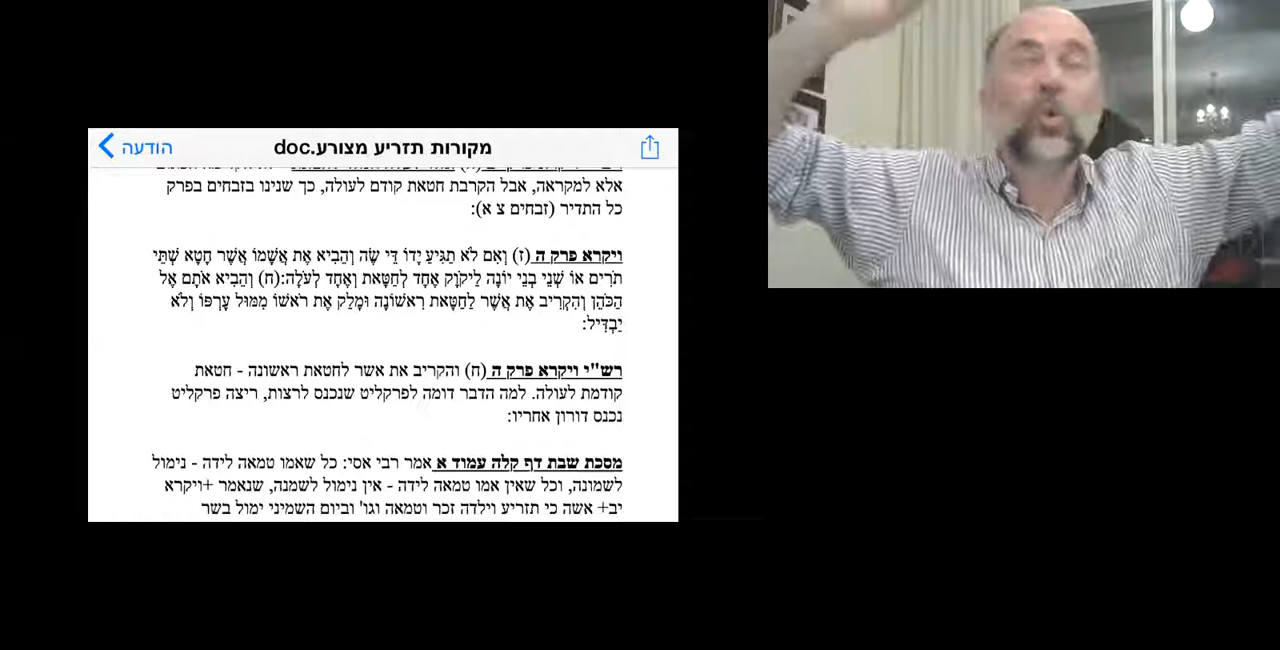 הודעה
מקורות תזריע מצורע.doc
אלא למקראה, אבל הקרבת חטאת קודם לעולה, כך שנינו בזבחים בפרק
כל התדיר (זבחים צ א):
ויקרא פרק ה (ז) וְאִם לֹא תַגִּיעַ יָדוֹ דֵּי שֶׂה וְהֵבִיא אֶת אֲשָׁמוֹ אֲשֶׁר חָטָא שְׁתֵּי
תֹרִים אוֹ שְׁנֵי בְנֵי יוֹנָה לַיקֹוָק אֶחָד לְחַטָּאת וְאֶחָד לְעֹלָה:(ח) וְהֵבִיא אֹתָם אֶל
הַכֹּהֵן וְהִקְרִיב אֶת אֲשֶׁר לַחַטָּאת רִאשׁוֹנָה וּמָלַק אֶת רֹאשׁוֹ מִמּוּל עָרְפּוֹ וְלֹא
יַבְדִּיל:
רש"י ויקרא פרק ה (ח) והקריב את אשר לחטאת ראשונה - חטאת
קודמת לעולה. למה הדבר דומה לפרקליט שנכנס לרצות, ריצה פרקליט
נכנס דורון אחריו:
מסכת שבת דף קלה עמוד א אמר רבי אסי: כל שאמו טמאה לידה - נימול
לשמונה, וכל שאין אמו טמאה לידה - אין נימול לשמנה, שנאמר +ויקרא
יב+ אשה כי תזריע וילדה זכר וטמאה וגו' וביום השמיני ימול בשר